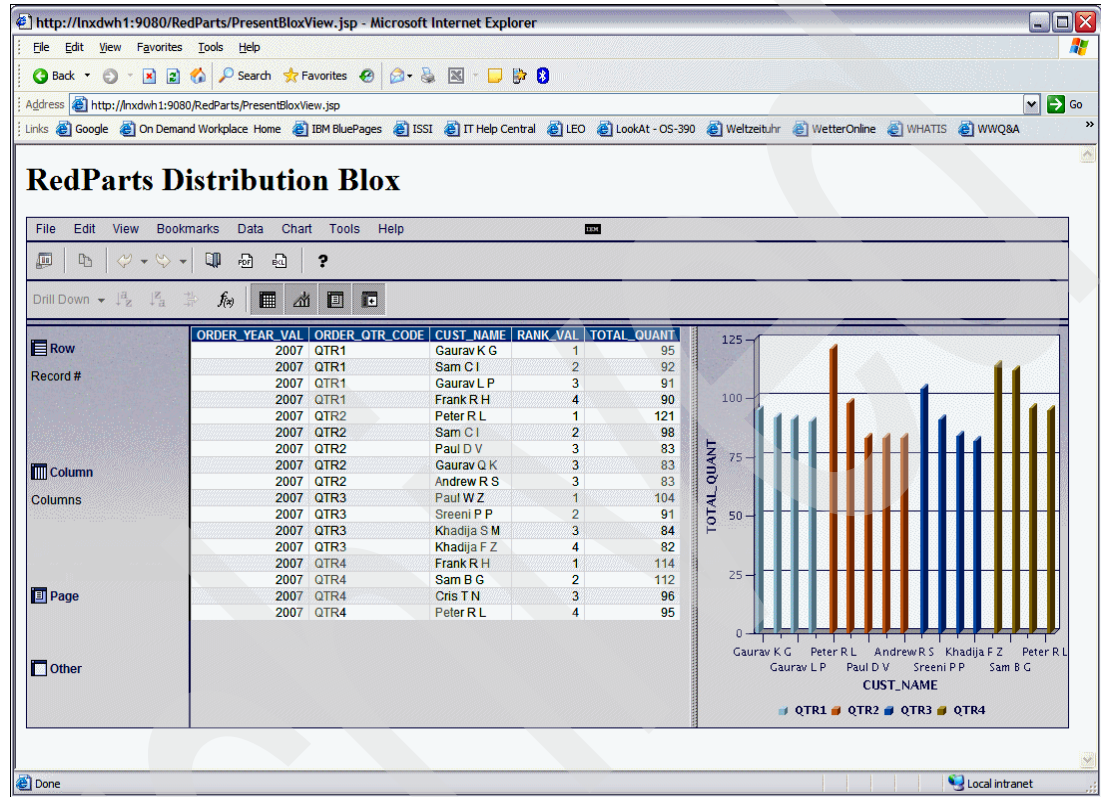 http://lnxdwh1:9080/RedParts/PresentBloxView.jsp - Microsoft Internet Explorer
File Edit View Favorites Tools Help
Back Search Favorites
Address http://lnxdwh1:9080/RedParts/PresentBloxView.jsp Go
Links Google On Demand Workplace Home IBM BluePages ISSI IT Help Central LEO LookAt - OS-390 Weltzeituhr WetterOnline WHATIS WWQ&A »
RedParts Distribution Blox
File Edit View Bookmarks Data Chart Tools Help IBM
PDF ?
Drill Down f(x)
Row
Record #
Column
Columns
Page
Other
ORDER_YEAR_VAL ORDER_QTR_CODE CUST_NAME RANK_VAL TOTAL_QUANT
2007 QTR1 Gaurav K G 1 95
2007 QTR1 Sam C I 2 92
2007 QTR1 Gaurav L P 3 91
2007 QTR1 Frank R H 4 90
2007 QTR2 Peter R L 1 121
2007 QTR2 Sam C I 2 98
2007 QTR2 Paul D V 3 83
2007 QTR2 Gaurav Q K 3 83
2007 QTR2 Andrew R S 3 83
2007 QTR3 Paul W Z 1 104
2007 QTR3 Sreeni P P 2 91
2007 QTR3 Khadija S M 3 84
2007 QTR3 Khadija F Z 4 82
2007 QTR4 Frank R H 1 114
2007 QTR4 Sam B G 2 112
2007 QTR4 Cris T N 3 96
2007 QTR4 Peter R L 4 95
TOTAL_QUANT
125
100
75
50
25
0
Gaurav K G Peter R L Andrew R S Khadija F Z Peter R L
Gaurav L P Paul D V Sreeni P P Sam B G
CUST_NAME
QTR1 QTR2 QTR3 QTR4
Done Local intranet